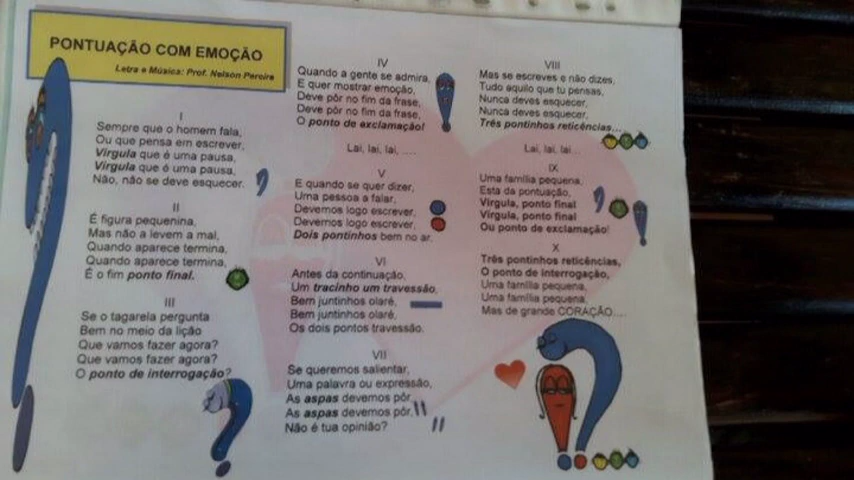 PONTUAÇÃO COM EMOÇÃO
Letra e Música: Prof. Nelson Pereira
I
Sempre que o homem fala,
Ou que pensa em escrever,
Vírgula que é uma pausa,
Vírgula que é uma pausa,
Não, não se deve esquecer.
II
É figura pequenina,
Mas não a levem a mal,
Quando aparece termina,
Quando aparece termina,
É o fim ponto final.
III
Se o tagarela pergunta
Bem no meio da lição
Que vamos fazer agora?
Que vamos fazer agora?
O ponto de interrogação?
IV
Quando a gente se admira,
E quer mostrar emoção,
Deve pôr no fim da frase,
Deve pôr no fim da frase,
O ponto de exclamação!
Lai, lai, lai, ....
V
E quando se quer dizer,
Uma pessoa a falar,
Devemos logo escrever,
Devemos logo escrever,
Dois pontinhos bem no ar.
VI
Antes da continuação,
Um tracinho um travessão,
Bem juntinhos olaré,
Bem juntinhos olaré,
Os dois pontos travessão.
VII
Se queremos salientar,
Uma palavra ou expressão,
As aspas devemos pôr,
As aspas devemos pôr,
Não é tua opinião?
VIII
Mas se escreves e não dizes,
Tudo aquilo que tu pensas,
Nunca deves esquecer,
Nunca deves esquecer,
Três pontinhos reticências...
Lai, lai, lai...
IX
Uma família pequena,
Esta da pontuação,
Vírgula, ponto final
Vírgula, ponto final
Ou ponto de exclamação!
X
Três pontinhos reticências,
O ponto de interrogação,
Uma família pequena,
Uma família pequena,
Mas de grande CORAÇÃO....